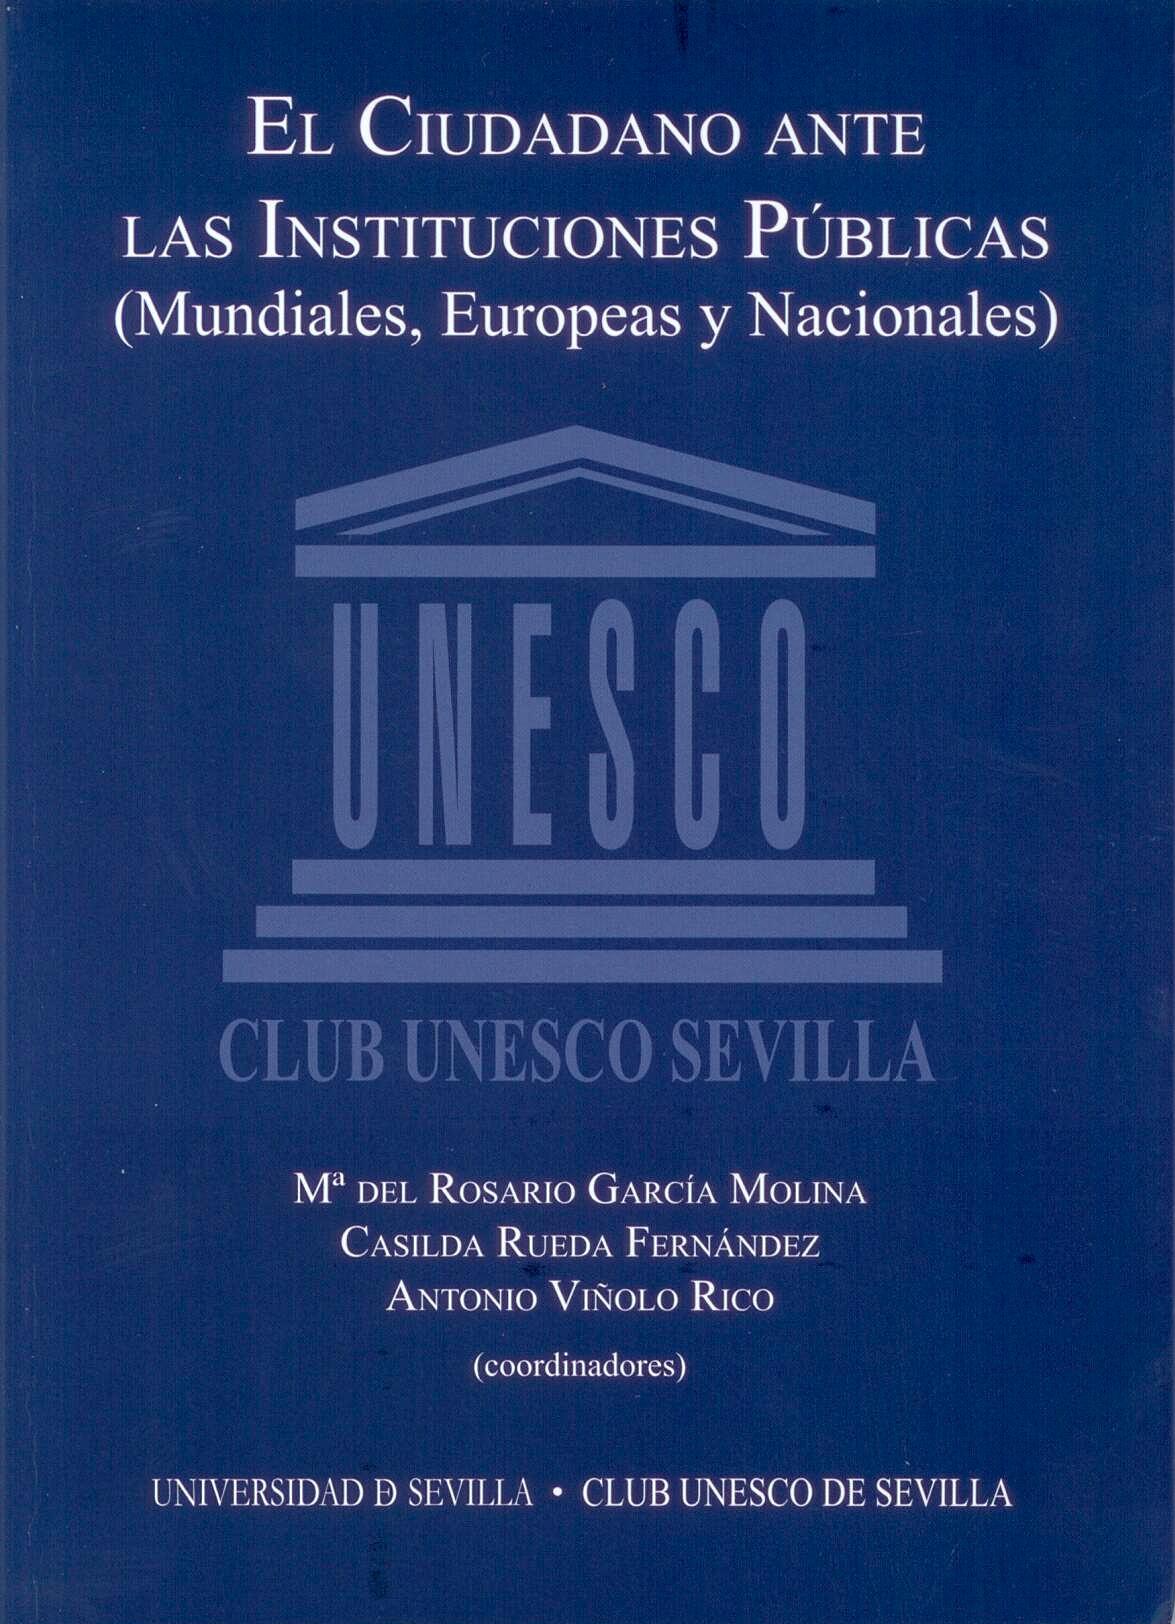 EL CIUDADANO ANTE
LAS INSTITUCIONES PÚBLICAS
(Mundiales, Europeas y Nacionales)
UNESCO
CLUB UNESCO SEVILLA
Mª DEL ROSARIO GARCÍA MOLINA
CASILDA RUEDA FERNÁNDEZ
ANTONIO VIÑOLO RICO
(coordinadores)
UNIVERSIDAD DE SEVILLA • CLUB UNESCO DE SEVILLA